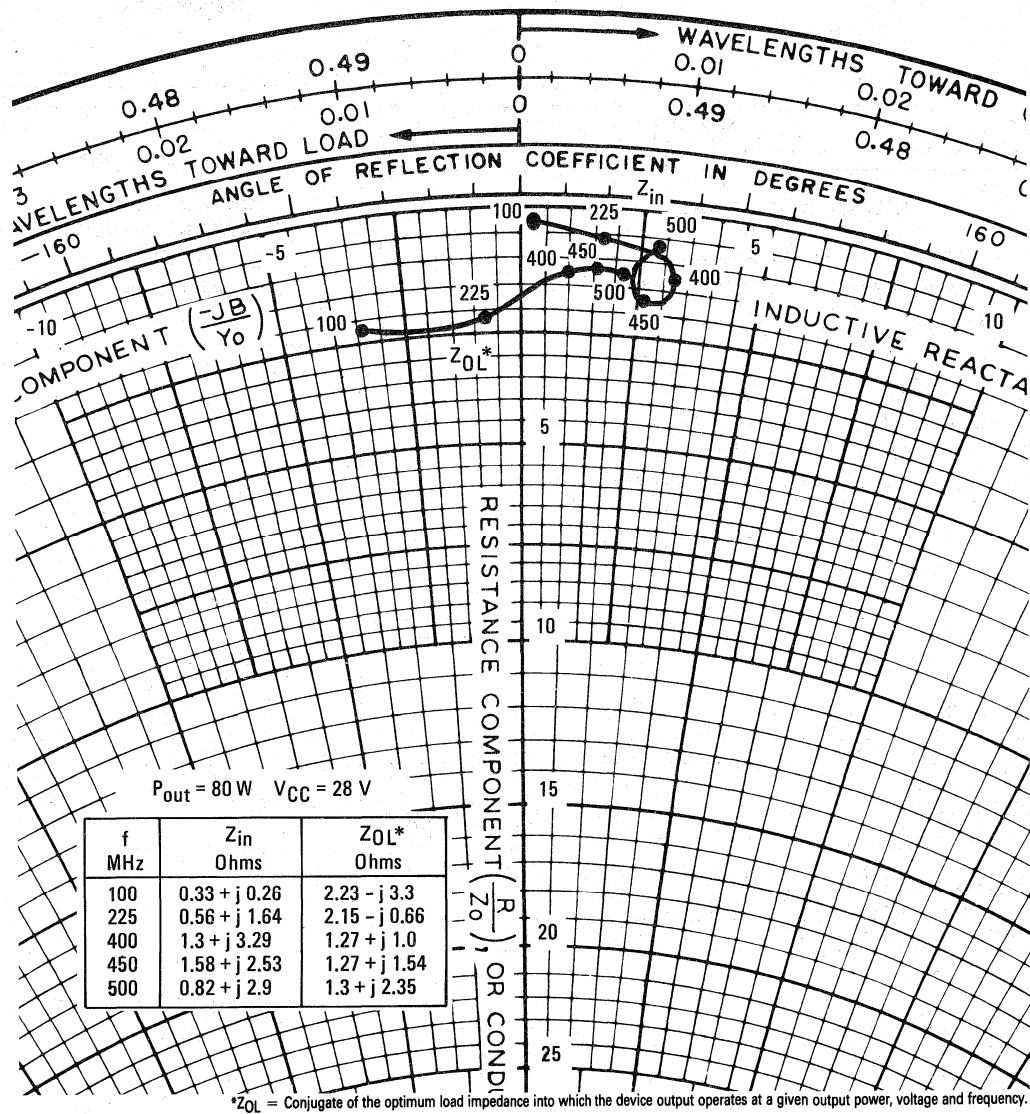 WAVELENGTHS TOWARD
0.48 0.49 0 0.01 0.02
0.02 0.01 0 0.49 0.48
3
AVELENGTHS TOWARD LOAD
ANGLE OF REFLECTION COEFFICIENT IN DEGREES
-160 160
Zin
100 225 500
-5 5
400 450 400
500
450
225
100
ZOL*
-10 10
OMPONENT (-JB/Yo)
INDUCTIVE REACTA
5
10
15
20
25
RESISTANCE COMPONENT (R/Zo), OR COND
Pout = 80 W VCC = 28 V
f MHz Zin Ohms ZOL* Ohms
100 0.33 + j 0.26 2.23 – j 3.3
225 0.56 + j 1.64 2.15 – j 0.66
400 1.3 + j 3.29 1.27 + j 1.0
450 1.58 + j 2.53 1.27 + j 1.54
500 0.82 + j 2.9 1.3 + j 2.35
*ZOL = Conjugate of the optimum load impedance into which the device output operates at a given output power, voltage and frequency.